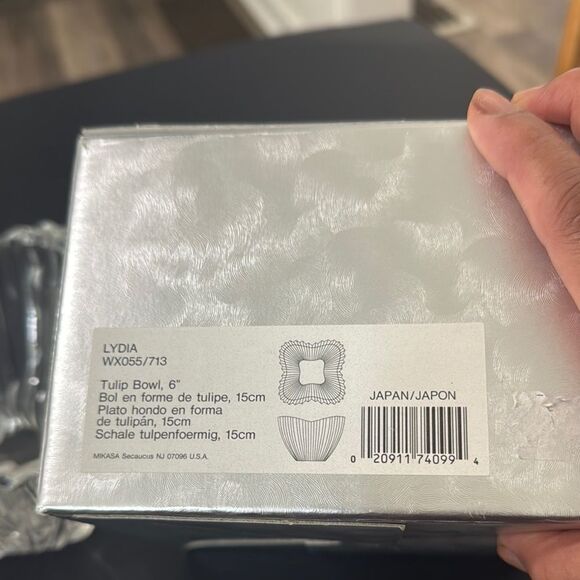 LYDIA
WX055/713
Tulip Bowl, 6"
Bol en forme de tulipe, 15cm
Plato hondo en forma
de tulipán, 15cm
Schale tulpenfoermig, 15cm
MIKASA Secaucus NJ 07096 U.S.A.
JAPAN/JAPON
0 20911 74099 4